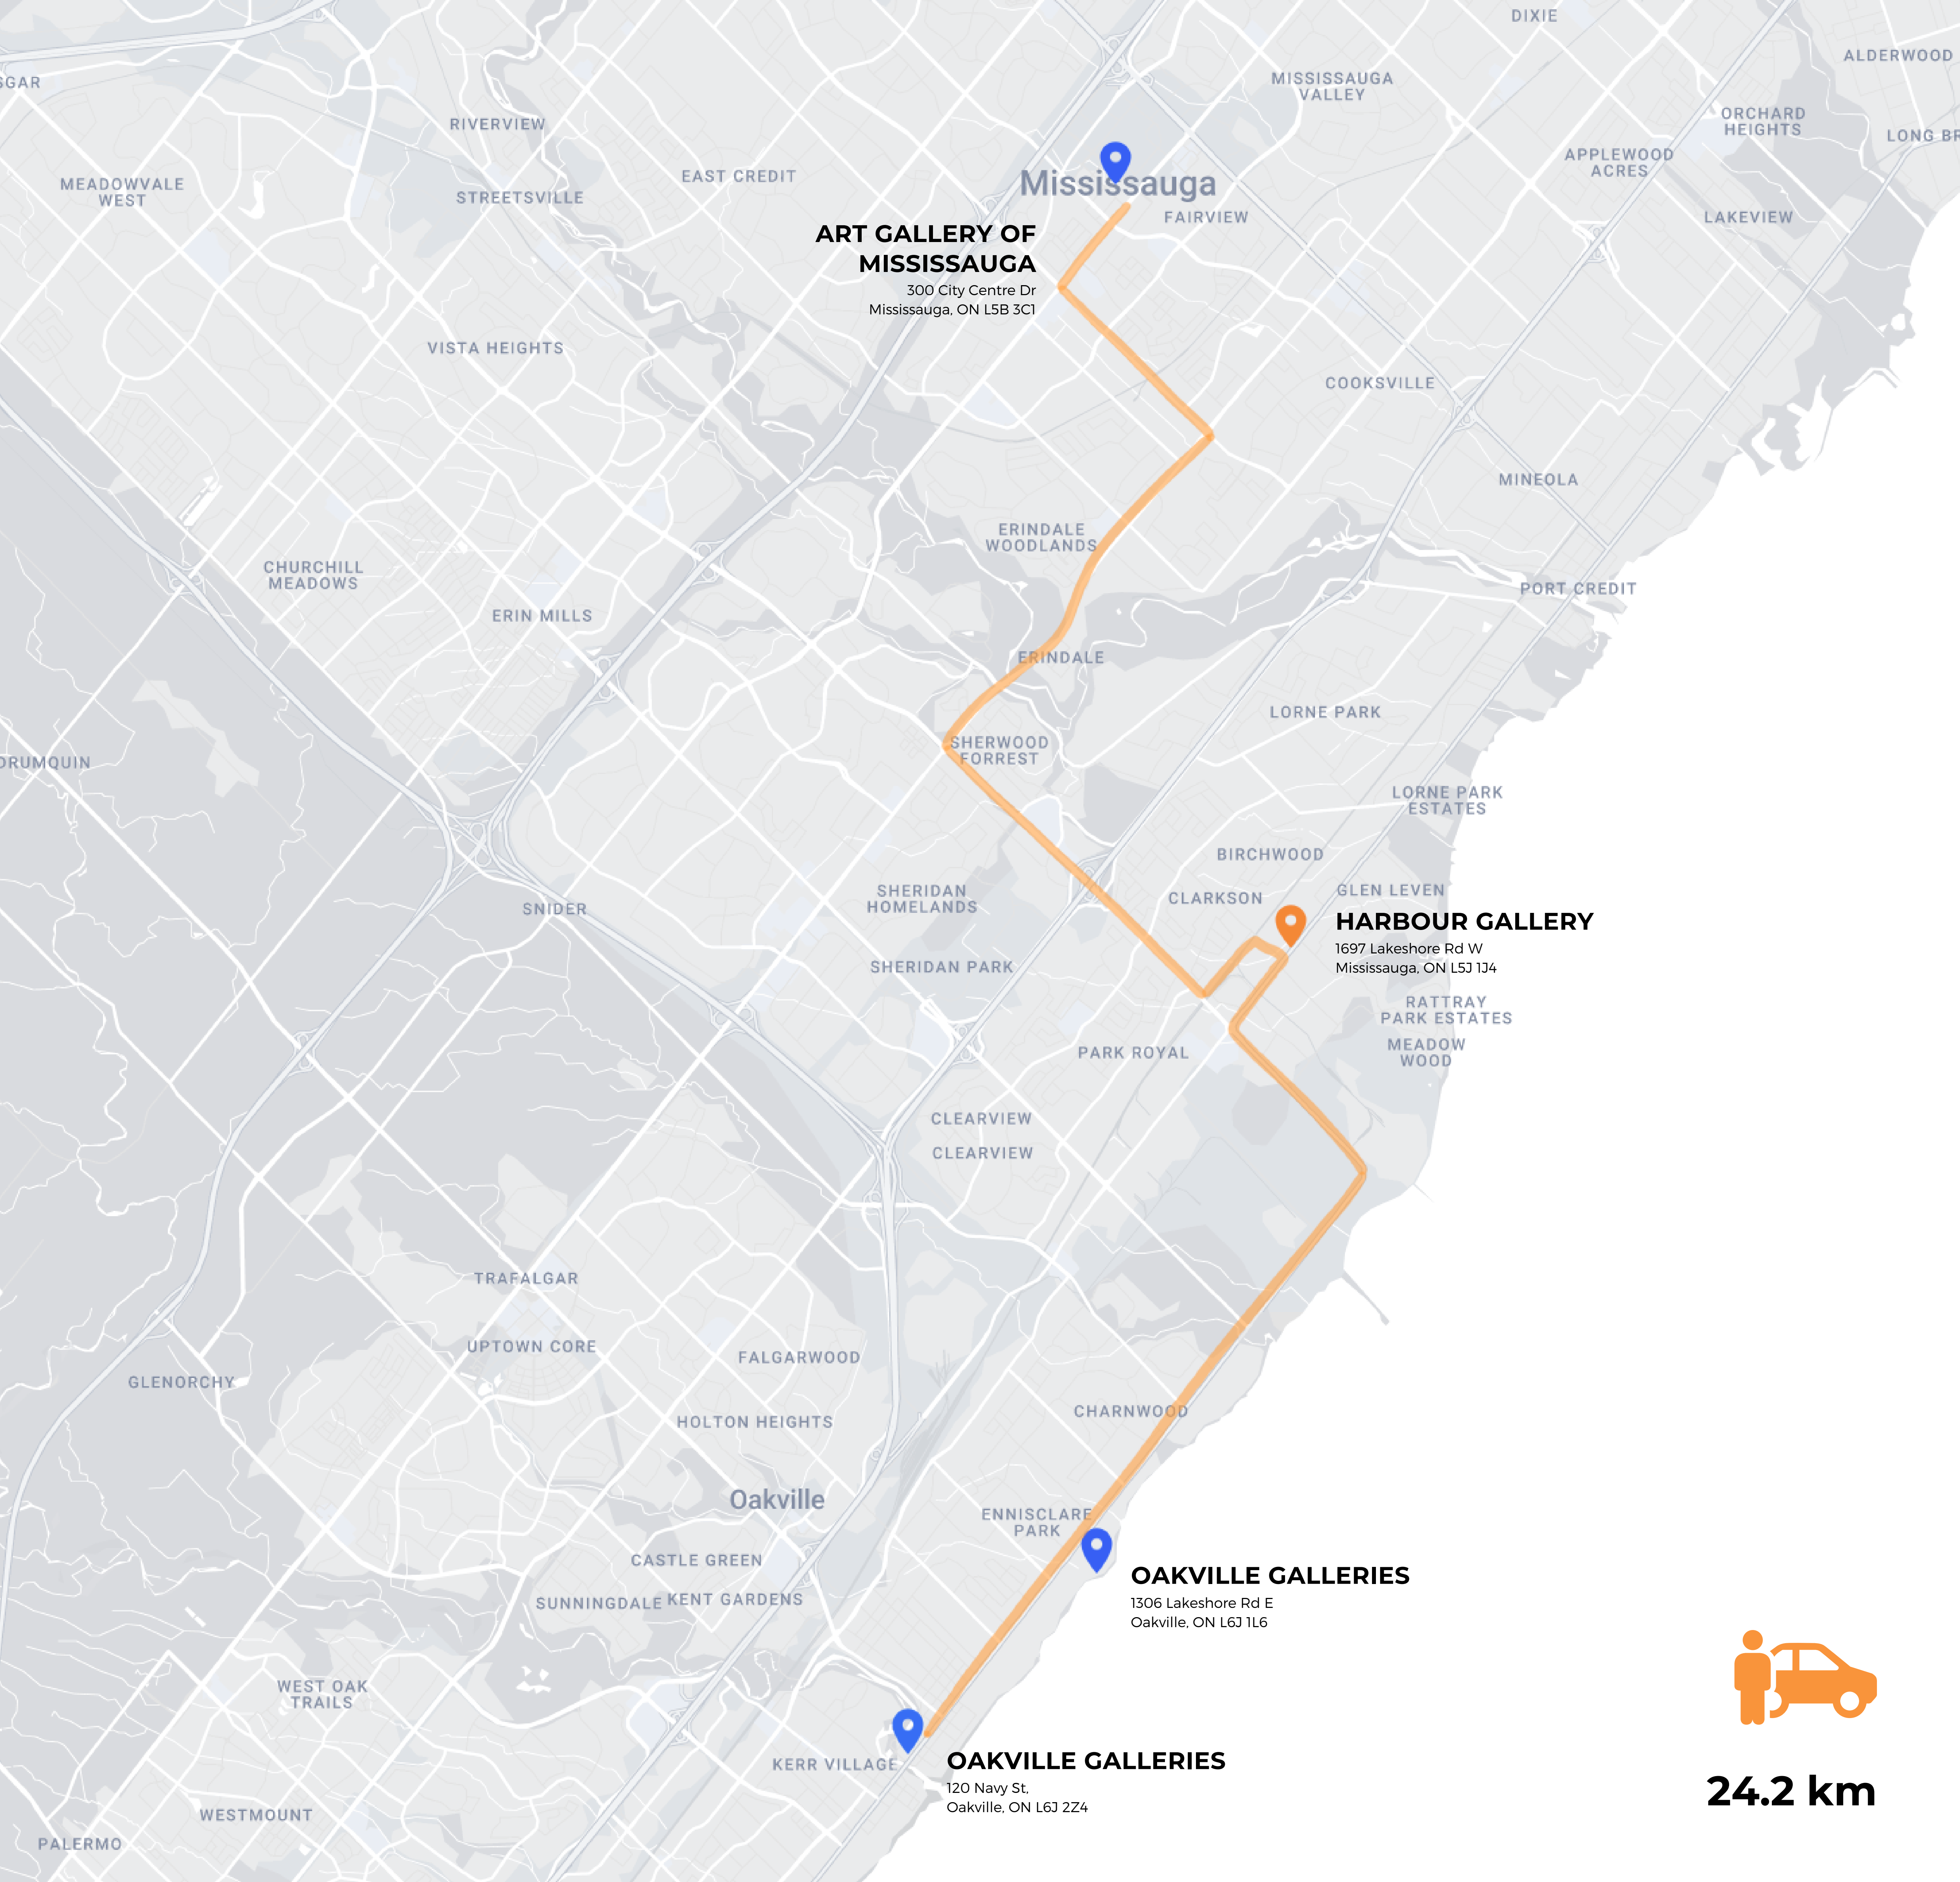 DIXIE
ALDERWOOD
MISSISSAUGA
VALLEY
ORCHARD
HEIGHTS
RIVERVIEW
APPLEWOOD
ACRES
EAST CREDIT
MEADOWVALE
WEST
STREETSVILLE
Mississauga
FAIRVIEW
LAKEVIEW
ART GALLERY OF
MISSISSAUGA
300 City Centre Dr
Mississauga, ON L5B 3C1
VISTA HEIGHTS
COOKSVILLE
MINEOLA
ERINDALE
WOODLANDS
CHURCHILL
MEADOWS
PORT CREDIT
ERIN MILLS
ERINDALE
LORNE PARK
SHERWOOD
FORREST
DRUMQUIN
LORNE PARK
ESTATES
BIRCHWOOD
SHERIDAN
HOMELANDS
CLARKSON
GLEN LEVEN
SNIDER
HARBOUR GALLERY
1697 Lakeshore Rd W
Mississauga, ON L5J 1J4
SHERIDAN PARK
RATTRAY
PARK ESTATES
MEADOW
WOOD
PARK ROYAL
CLEARVIEW
CLEARVIEW
TRAFALGAR
UPTOWN CORE
FALGARWOOD
GLENORCHY
CHARNWOOD
HOLTON HEIGHTS
Oakville
ENNISCLARE
PARK
CASTLE GREEN
SUNNINGDALE
KENT GARDENS
OAKVILLE GALLERIES
1306 Lakeshore Rd E
Oakville, ON L6J 1L6
WEST OAK
TRAILS
KERR VILLAGE
OAKVILLE GALLERIES
120 Navy St,
Oakville, ON L6J 2Z4
24.2 km
WESTMOUNT
PALERMO